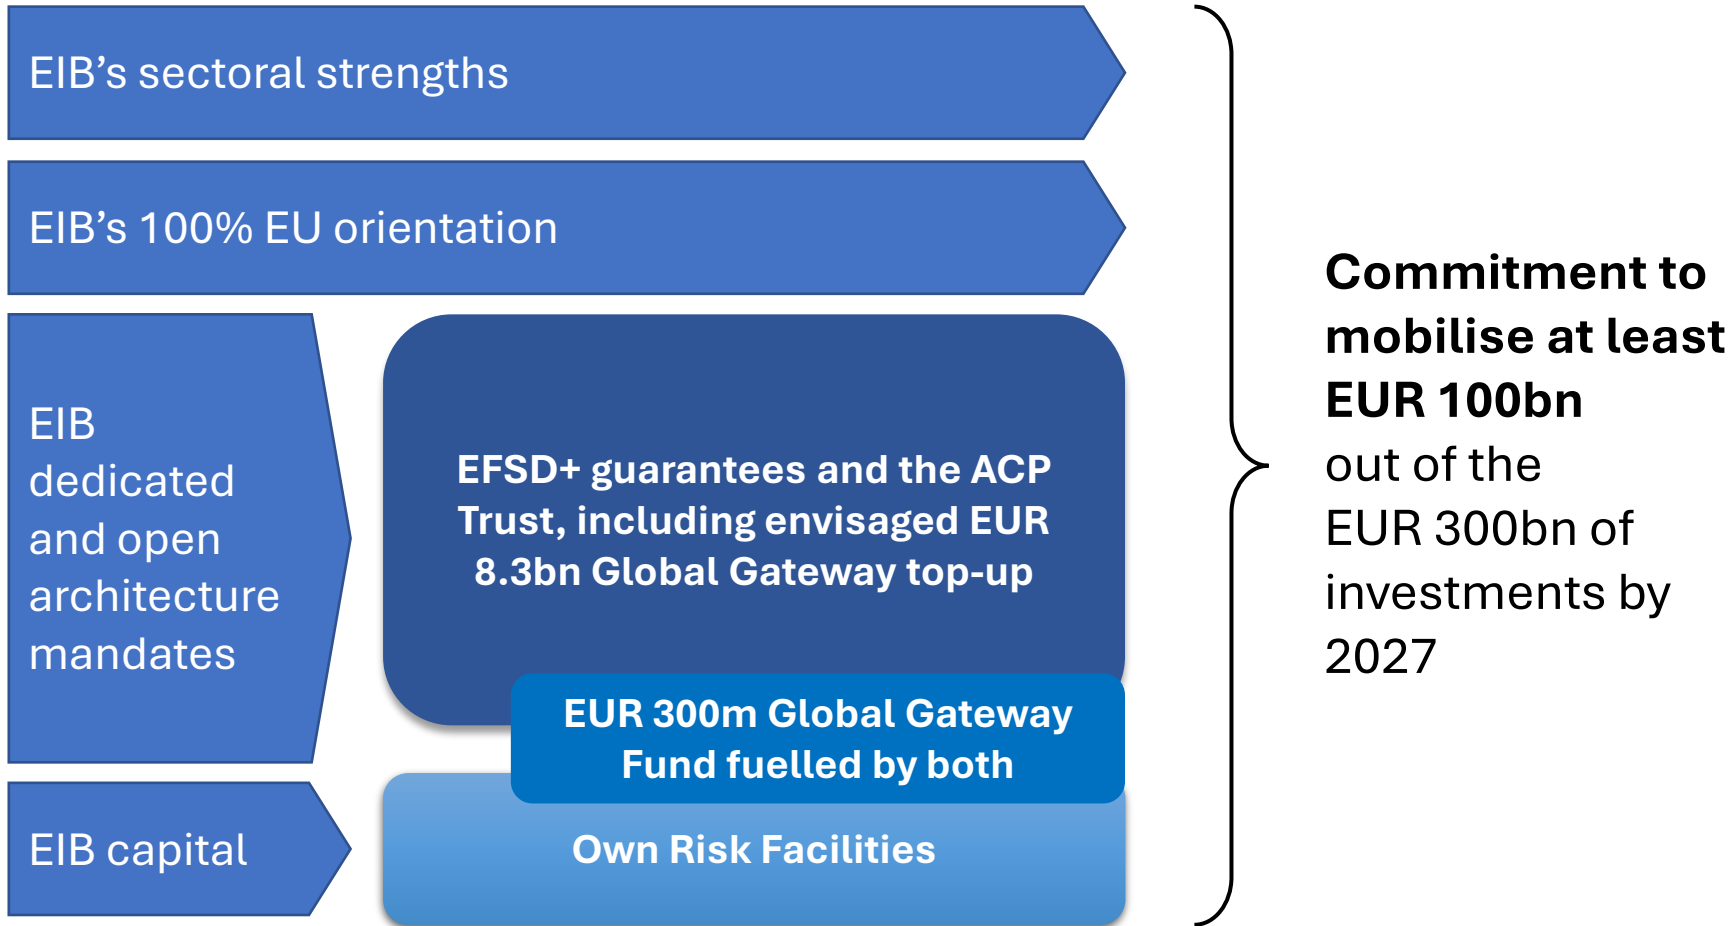 EIB’s sectoral strengths
EIB’s 100% EU orientation
EIB
dedicated
and open
architecture
mandates
EFSD+ guarantees and the ACP
Trust, including envisaged EUR
8.3bn Global Gateway top-up
EUR 300m Global Gateway
Fund fuelled by both
EIB capital
Own Risk Facilities
Commitment to
mobilise at least
EUR 100bn
out of the
EUR 300bn of
investments by
2027